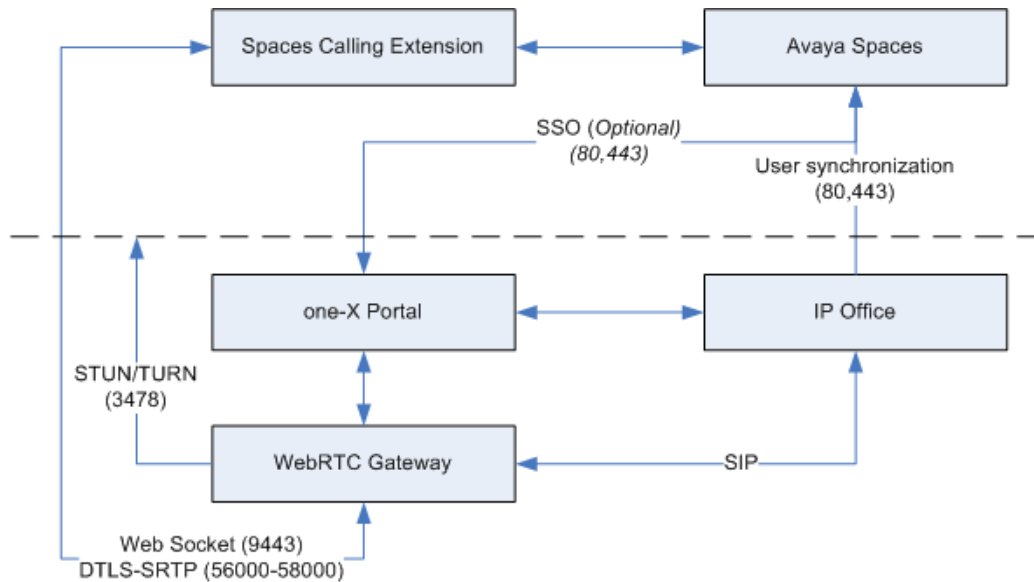 Spaces Calling Extension
Avaya Spaces
SSO (Optional)
(80,443)
User synchronization
(80,443)
one-X Portal
IP Office
STUN/TURN
(3478)
WebRTC Gateway
SIP
Web Socket (9443)
DTLS-SRTP (56000-58000)